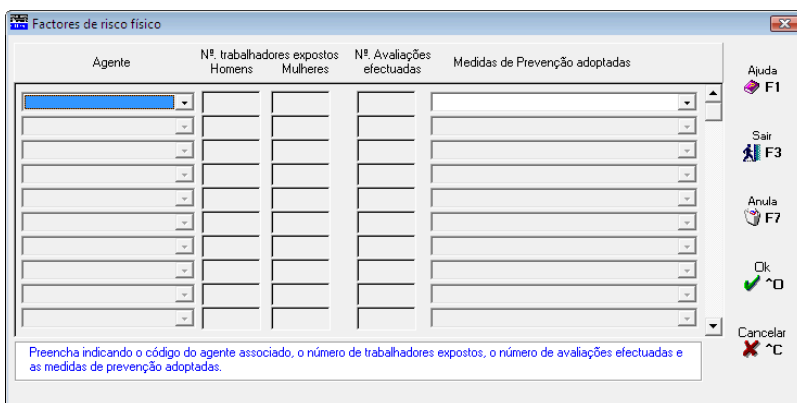 Factores de risco físico
Agente
Nº. trabalhadores expostos
Homens Mulheres
Nº. Avaliações
efectuadas
Medidas de Prevenção adoptadas
Ajuda
F1
Sair
F3
Anula
F7
Ok
^O
Cancelar
^C
Preencha indicando o código do agente associado, o número de trabalhadores expostos, o número de avaliações efectuadas e
as medidas de prevenção adoptadas.